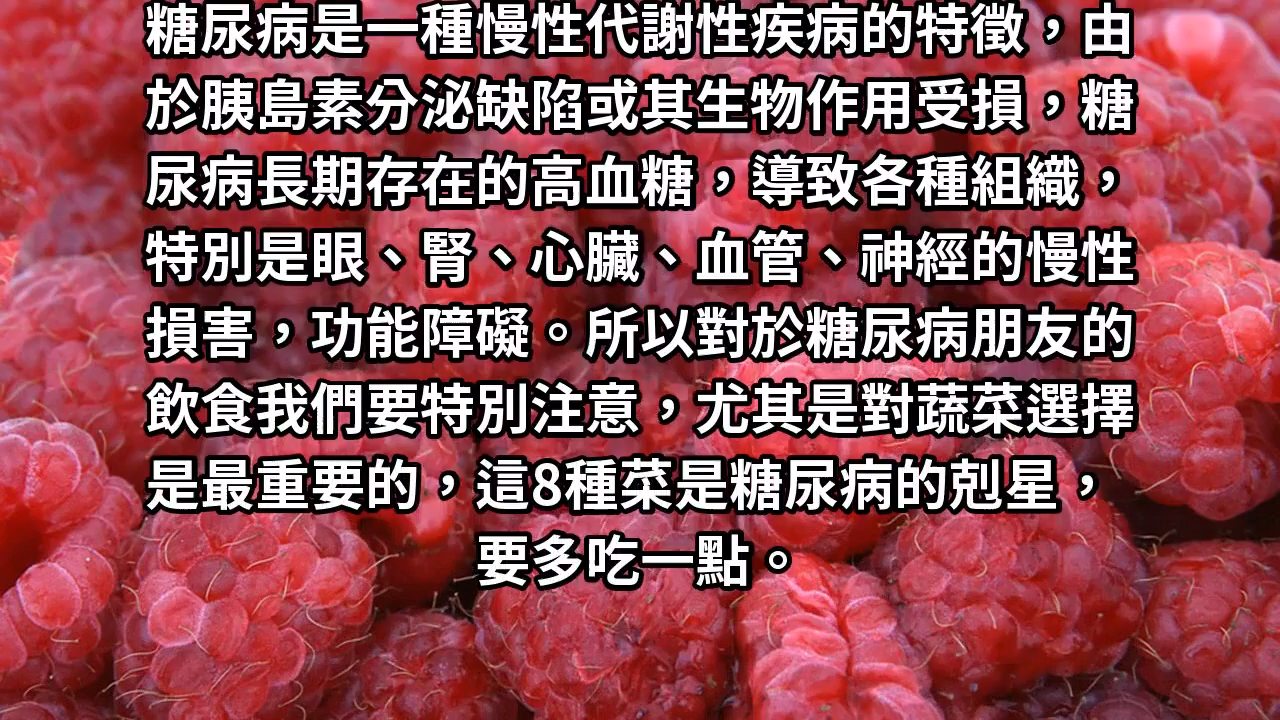 糖尿病是一種慢性代謝性疾病的特徵，由
於胰島素分泌缺陷或其生物作用受損，糖
尿病長期存在的高血糖，導致各種組織，
特別是眼、腎、心臟、血管、神經的慢性
損害，功能障礙。所以對於糖尿病朋友的
飲食我們要特別注意，尤其是對蔬菜選擇
是最重要的，這8種菜是糖尿病的剋星，
要多吃一點。